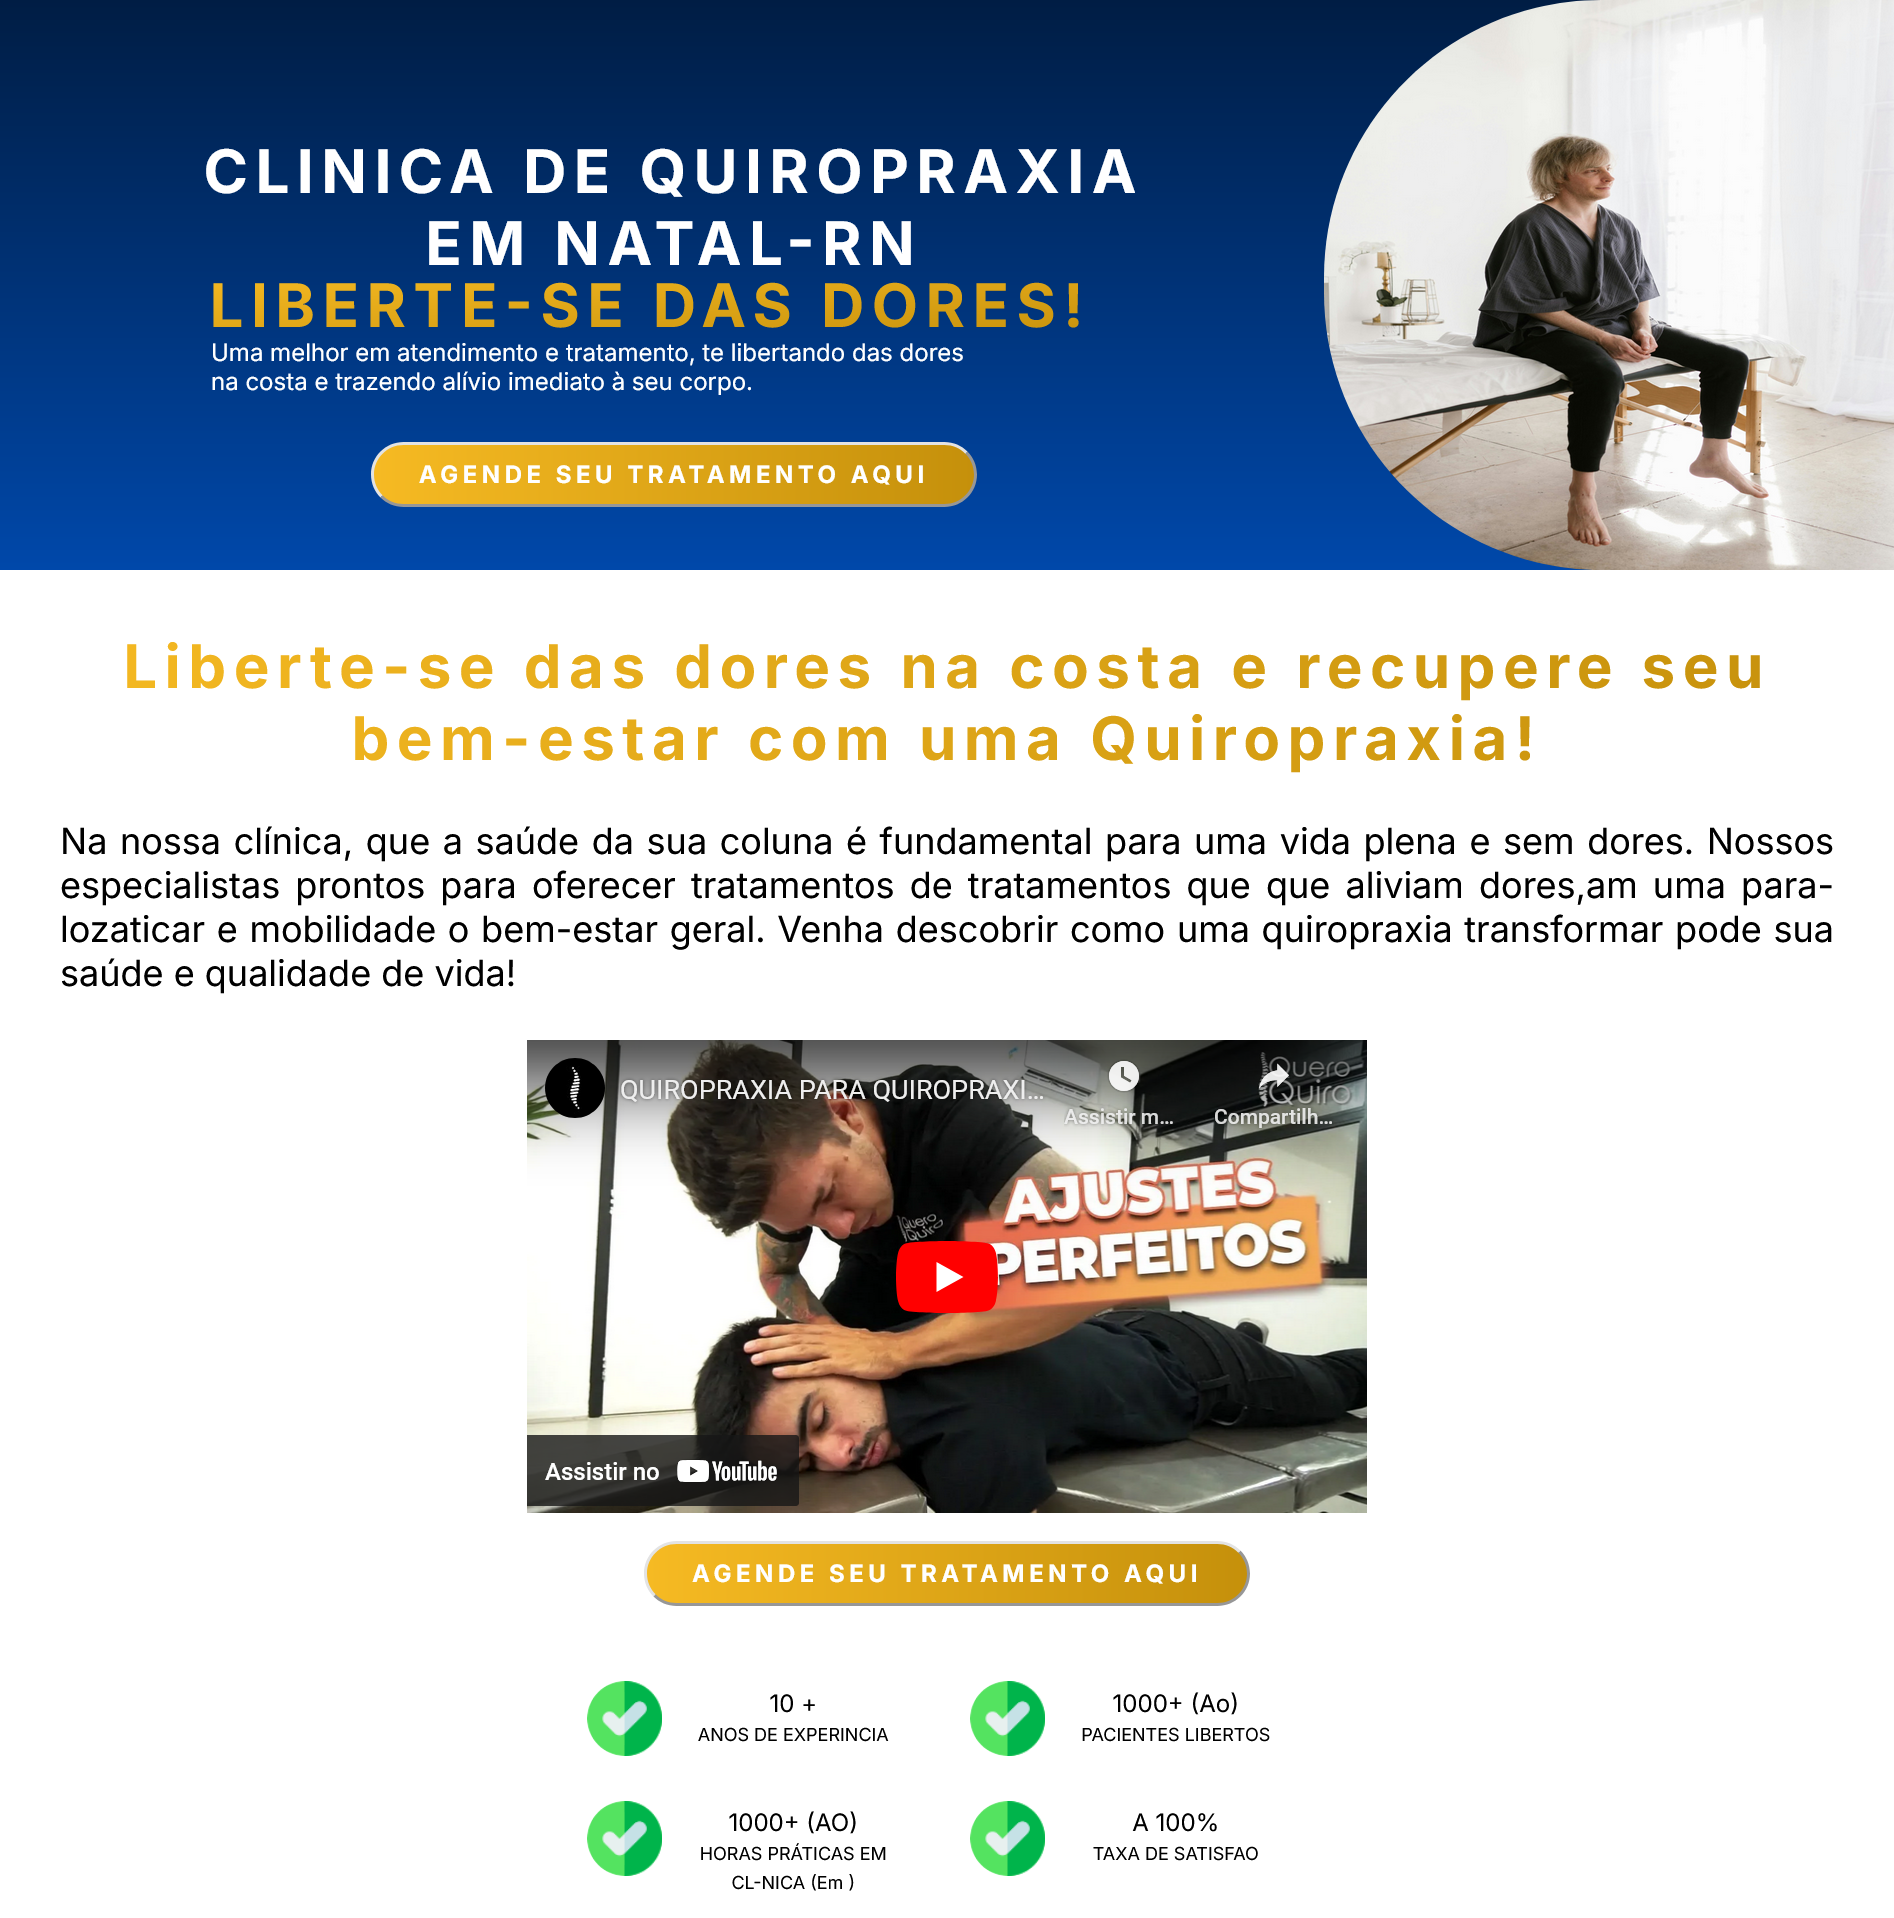 CLINICA DE QUIROPRAXIA
EM NATAL-RN
LIBERTE-SE DAS DORES!
Uma melhor em atendimento e tratamento, te libertando das dores
na costa e trazendo alívio imediato à seu corpo.
AGENDE SEU TRATAMENTO AQUI
Liberte-se das dores na costa e recupere seu
bem-estar com uma Quiropraxia!
Na nossa clínica, que a saúde da sua coluna é fundamental para uma vida plena e sem dores. Nossos
especialistas prontos para oferecer tratamentos de tratamentos que que aliviam dores,am uma para-
lozaticar e mobilidade o bem-estar geral. Venha descobrir como uma quiropraxia transformar pode sua
saúde e qualidade de vida!
QUIROPRAXIA PARA QUIROPRAXI...
Assistir m...
Compartilh...
Quero
Quiro
AJUSTES
PERFEITOS
Quero
Quiro
Assistir no YouTube
AGENDE SEU TRATAMENTO AQUI
10 +
ANOS DE EXPERINCIA
1000+ (Ao)
PACIENTES LIBERTOS
1000+ (AO)
HORAS PRÁTICAS EM
CL-NICA (Em )
A 100%
TAXA DE SATISFAO